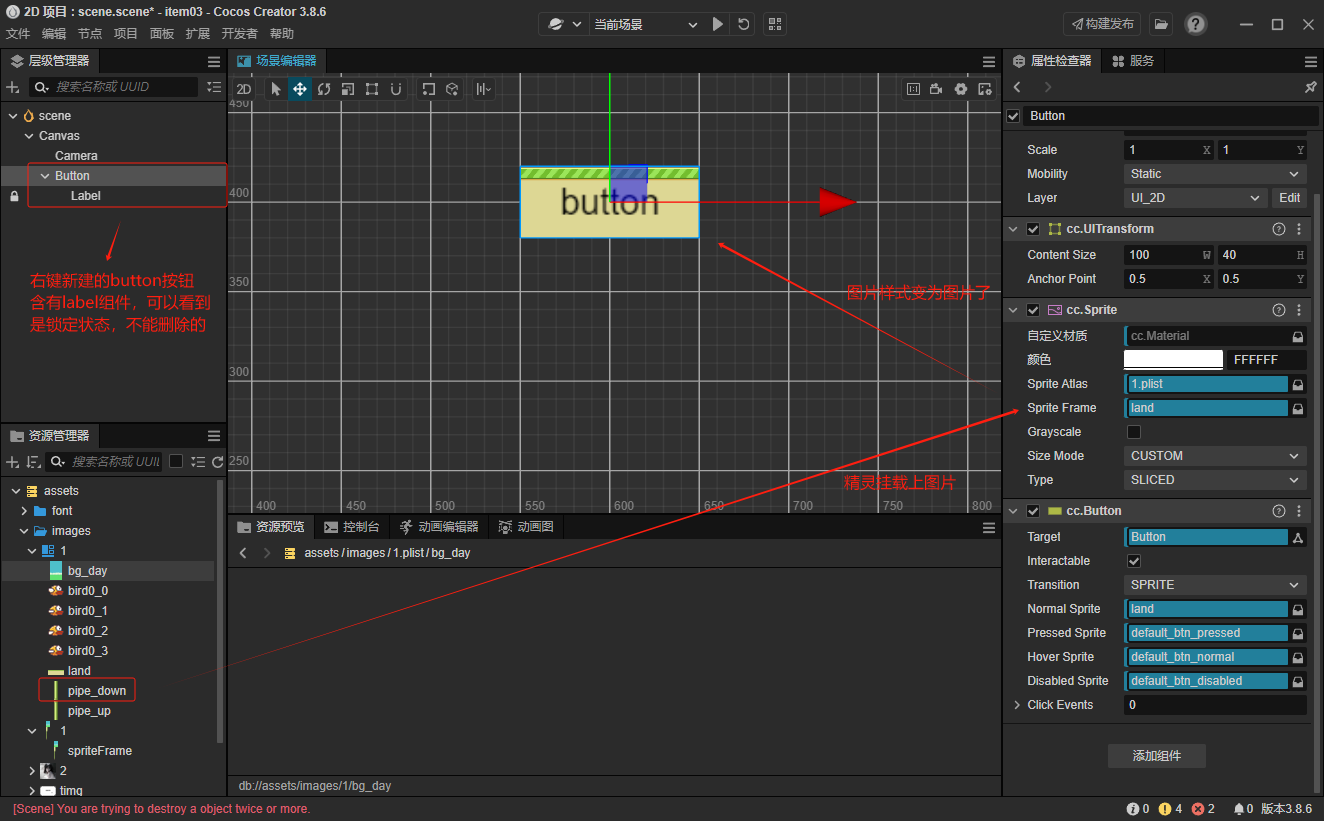 2D 项目 : scene.scene* - item03 - Cocos Creator 3.8.6
文件 编辑 节点 项目 面板 扩展 开发者 帮助
当前场景
构建发布
层级管理器
搜索名称或 UUID
scene
Canvas
Camera
Button
Label
右键新建的button按钮
含有label组件，可以看到
是锁定状态，不能删除的
资源管理器
搜索名称或 UUI
assets
font
images
1
bg_day
bird0_0
bird0_1
bird0_2
bird0_3
land
pipe_down
pipe_up
1
spriteFrame
2
timg
场景编辑器
2D
450
400
350
300
250
400 450 500 550 600 650 700 750 800
button
图片样式变为图片了
精灵挂载上图片
资源预览 控制台 动画编辑器 动画图
assets / images / 1.plist / bg_day
db://assets/images/1/bg_day
属性检查器 服务
Button
Scale 1 X 1 Y
Mobility Static
Layer UI_2D Edit
cc.UITransform
Content Size 100 W 40 H
Anchor Point 0.5 X 0.5 Y
cc.Sprite
自定义材质 cc.Material
颜色 FFFFFF
Sprite Atlas 1.plist
Sprite Frame land
Grayscale
Size Mode CUSTOM
Type SLICED
cc.Button
Target Button
Interactable
Transition SPRITE
Normal Sprite land
Pressed Sprite default_btn_pressed
Hover Sprite default_btn_normal
Disabled Sprite default_btn_disabled
Click Events 0
添加组件
[Scene] You are trying to destroy a object twice or more.
0 4 2 0 版本3.8.6